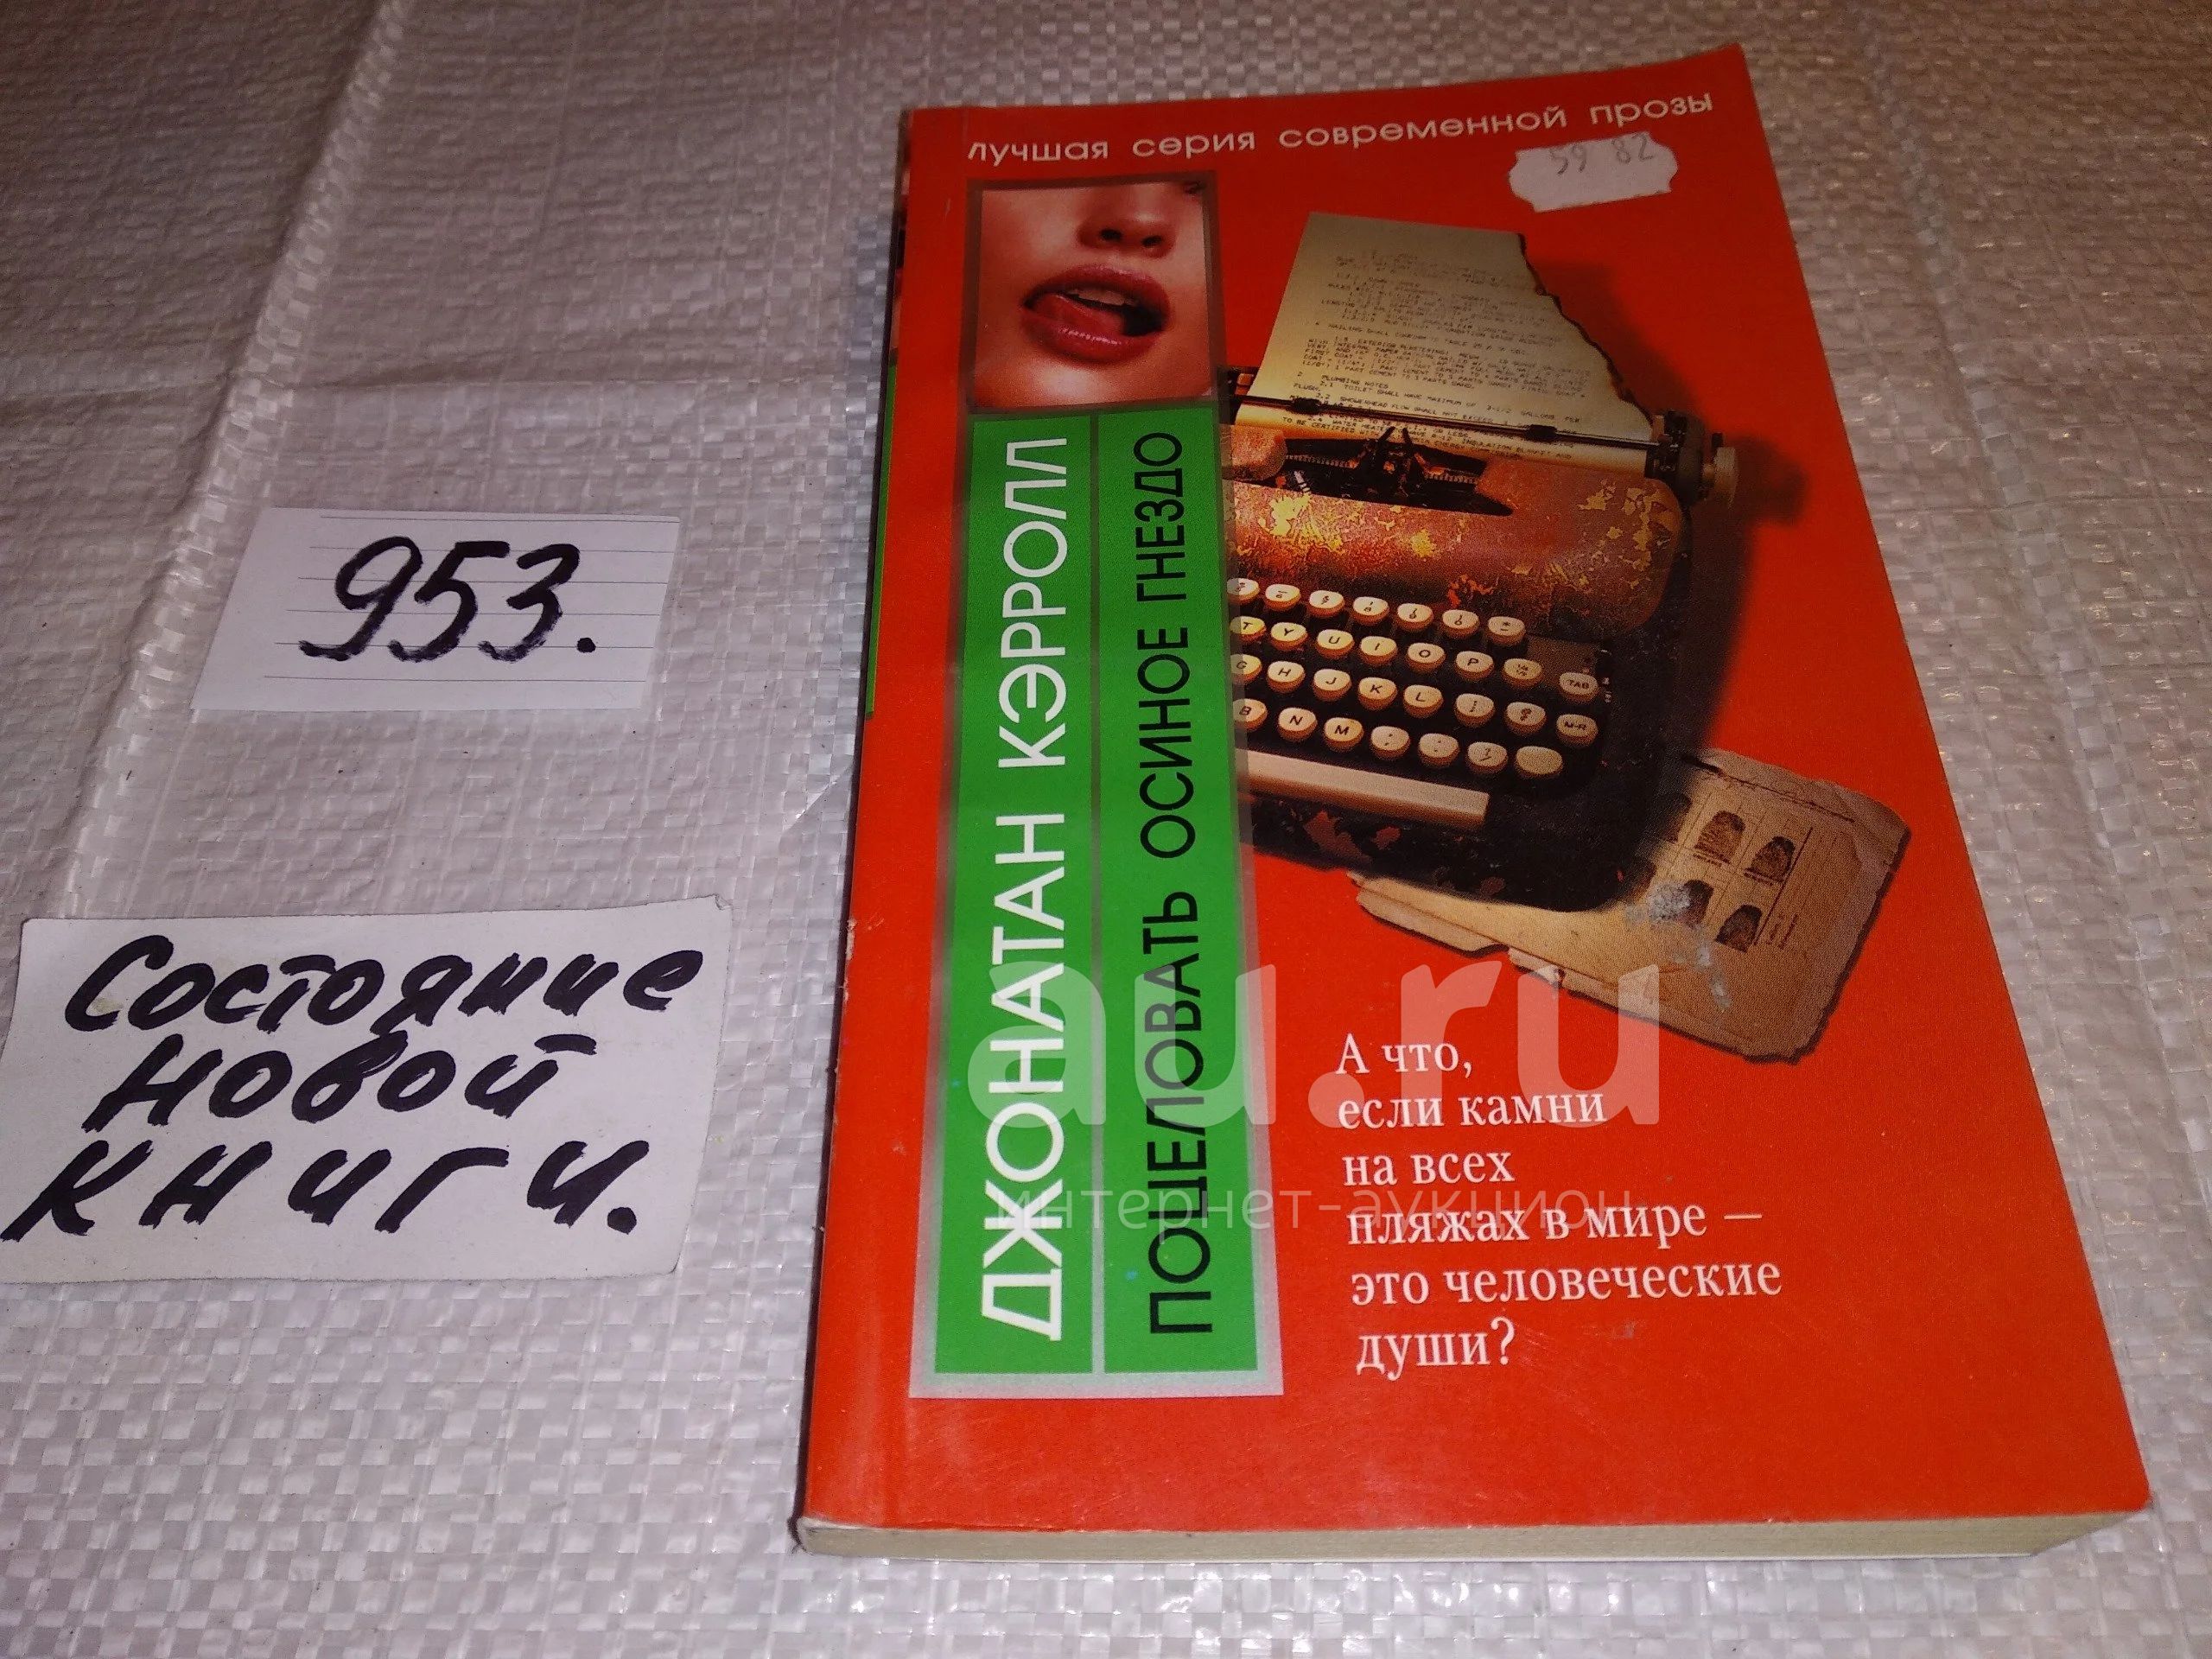 лучшая серия современной прозы
59 82
ДЖОНАТАН КЭРРОЛЛ
ПОЦЕЛОВАТЬ ОСИНОЕ ГНЕЗДО
T Y U I O P TAB
G H J K L M-R
B N M
953.
Состояние
новой
книги.
А что,
если камни
на всех
пляжах в мире —
это человеческие
души?
au.ru
интернет-аукцион